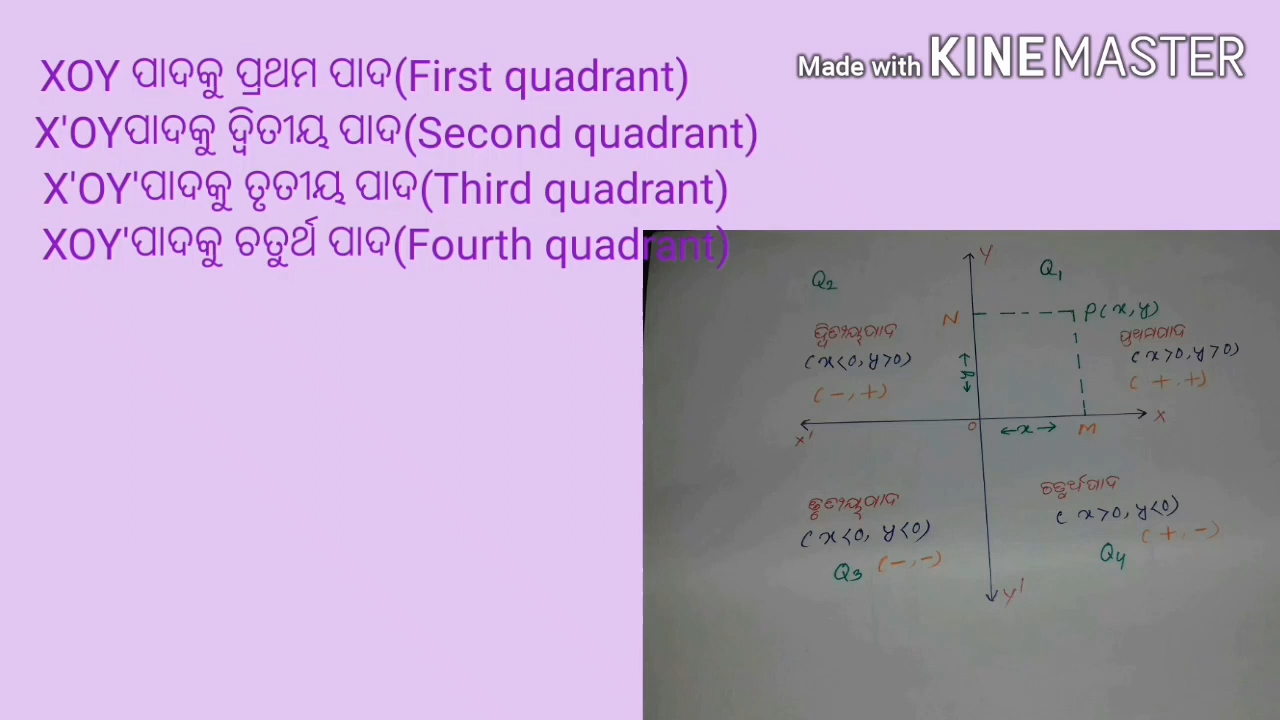 XOY ପାଦକୁ ପ୍ରଥମ ପାଦ(First quadrant)
X'OYପାଦକୁ ଦ୍ୱିତୀୟ ପାଦ(Second quadrant)
X'OY'ପାଦକୁ ତୃତୀୟ ପାଦ(Third quadrant)
XOY'ପାଦକୁ ଚତୁର୍ଥ ପାଦ(Fourth quadrant)
Made with KINEMASTER
Y
Q2
Q1
N
P(x,y)
ଦ୍ୱିତୀୟପାଦ
ପ୍ରଥମପାଦ
(x<0, y>0)
(x>0, y>0)
y
(-, +)
(+, +)
X'
O
x
M
X
ତୃତୀୟପାଦ
ଚତୁର୍ଥପାଦ
(x<0, y<0)
(x>0, y<0)
Q3 (-, -)
(+, -)
Q4
Y'